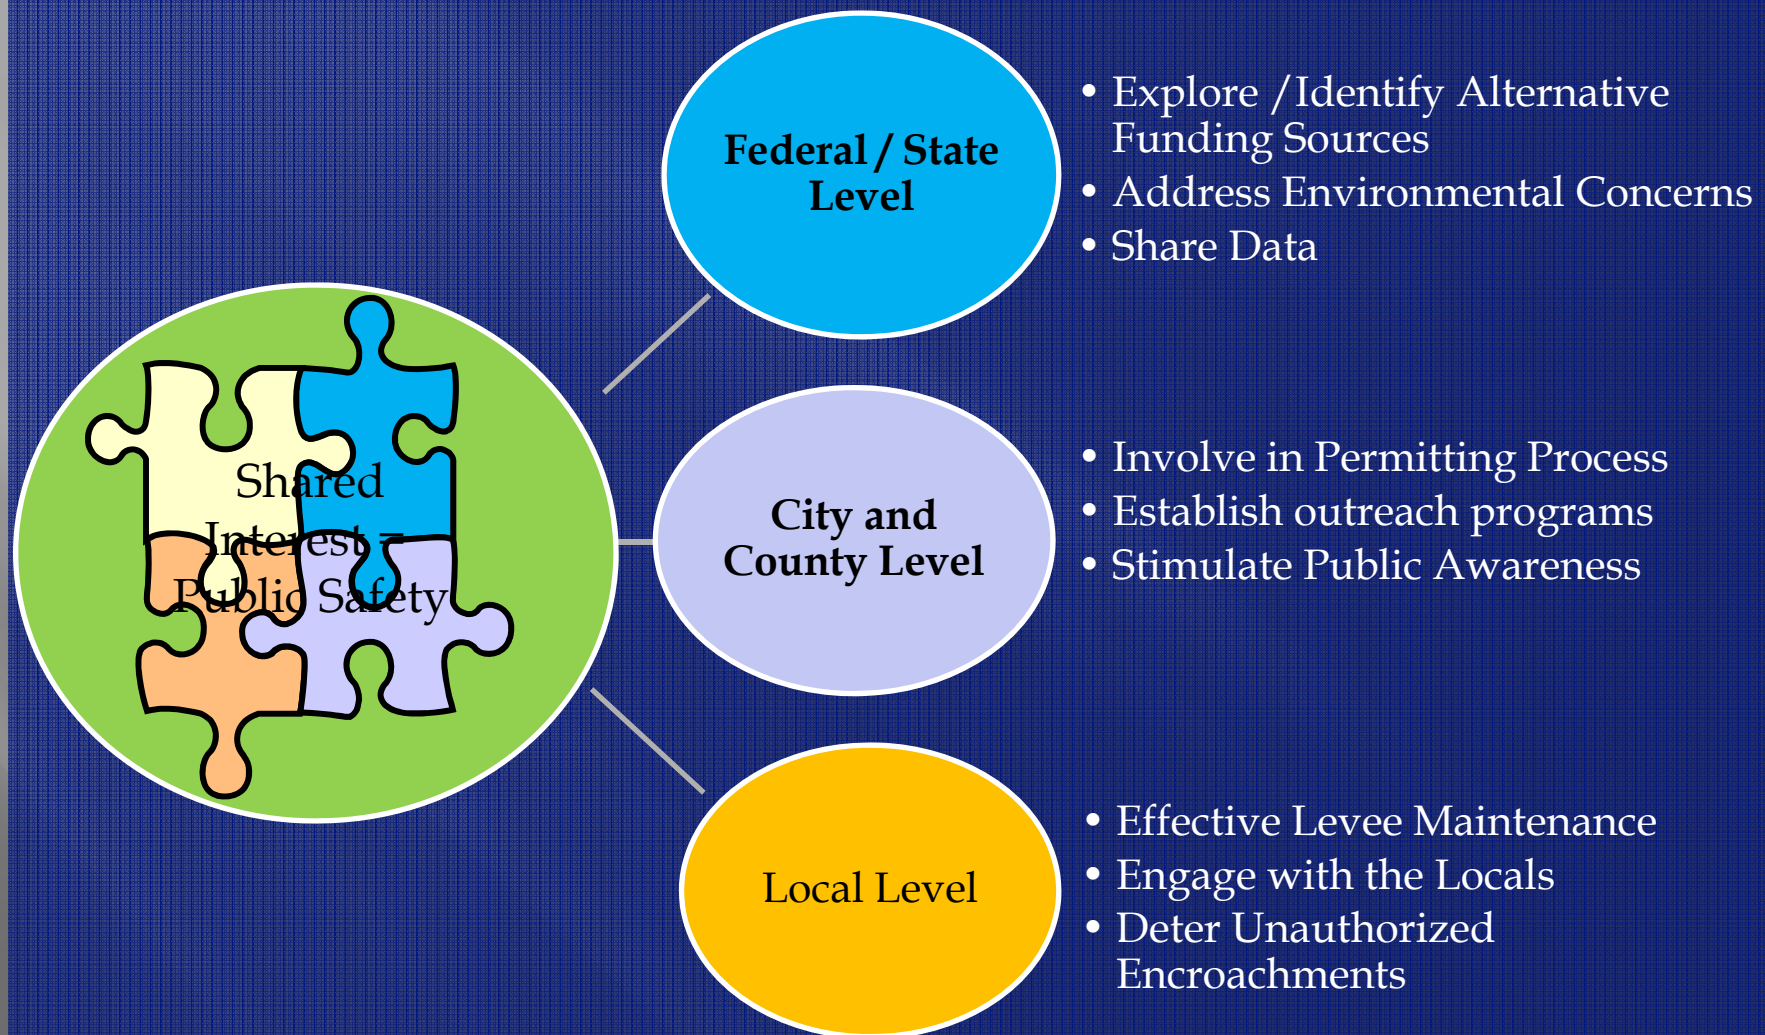 Shared
Interest =
Public Safety
Federal / State
Level
• Explore /Identify Alternative
Funding Sources
• Address Environmental Concerns
• Share Data
City and
County Level
• Involve in Permitting Process
• Establish outreach programs
• Stimulate Public Awareness
Local Level
• Effective Levee Maintenance
• Engage with the Locals
• Deter Unauthorized
Encroachments